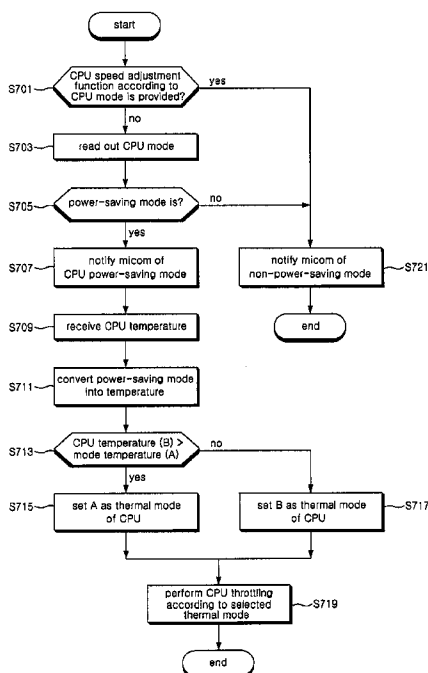 start
S701
CPU speed adjustment
function according to
CPU mode is provided?
yes
no
S703
read out CPU mode
S705
power-saving mode is?
no
yes
S707
notify micom of
CPU power-saving mode
notify micom of
non-power-saving mode
S721
S709
receive CPU temperature
end
S711
convert power-saving mode
into temperature
S713
CPU temperature (B) >
mode temperature (A)
no
yes
S715
set A as thermal mode
of CPU
set B as thermal mode
of CPU
S717
perform CPU throttling
according to selected
thermal mode
S719
end